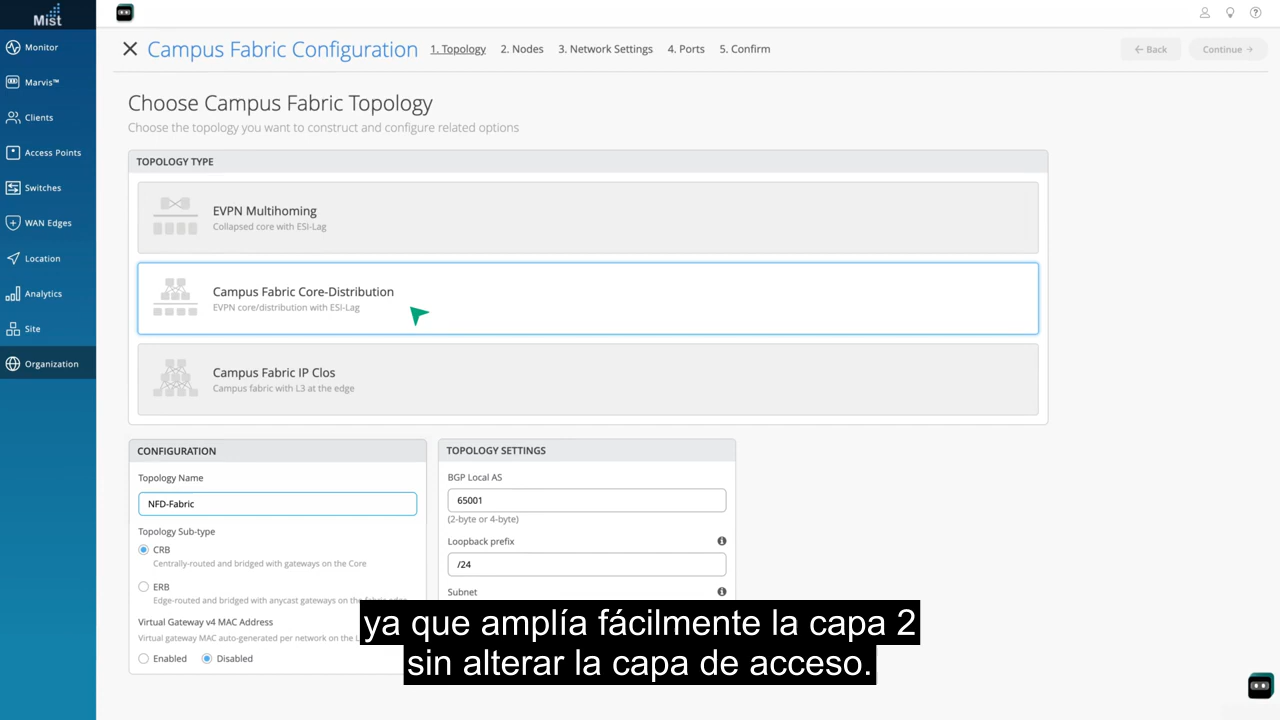 Mist
Monitor
Marvis™
Clients
Access Points
Switches
WAN Edges
Location
Analytics
Site
Organization
Campus Fabric Configuration
1. Topology
2. Nodes
3. Network Settings
4. Ports
5. Confirm
← Back
Continue →
Choose Campus Fabric Topology
Choose the topology you want to construct and configure related options
TOPOLOGY TYPE
EVPN Multihoming
Collapsed core with ESI-Lag
Campus Fabric Core-Distribution
EVPN core/distribution with ESI-Lag
Campus Fabric IP Clos
Campus fabric with L3 at the edge
CONFIGURATION
Topology Name
NFD-Fabric
Topology Sub-type
CRB
Centrally-routed and bridged with gateways on the Core
ERB
Edge-routed and bridged with anycast gateways on the
Virtual Gateway v4 MAC Address
Virtual gateway MAC auto-generated per network on the
Enabled
Disabled
TOPOLOGY SETTINGS
BGP Local AS
65001
(2-byte or 4-byte)
Loopback prefix
/24
Subnet
ya que amplía fácilmente la capa 2
sin alterar la capa de acceso.